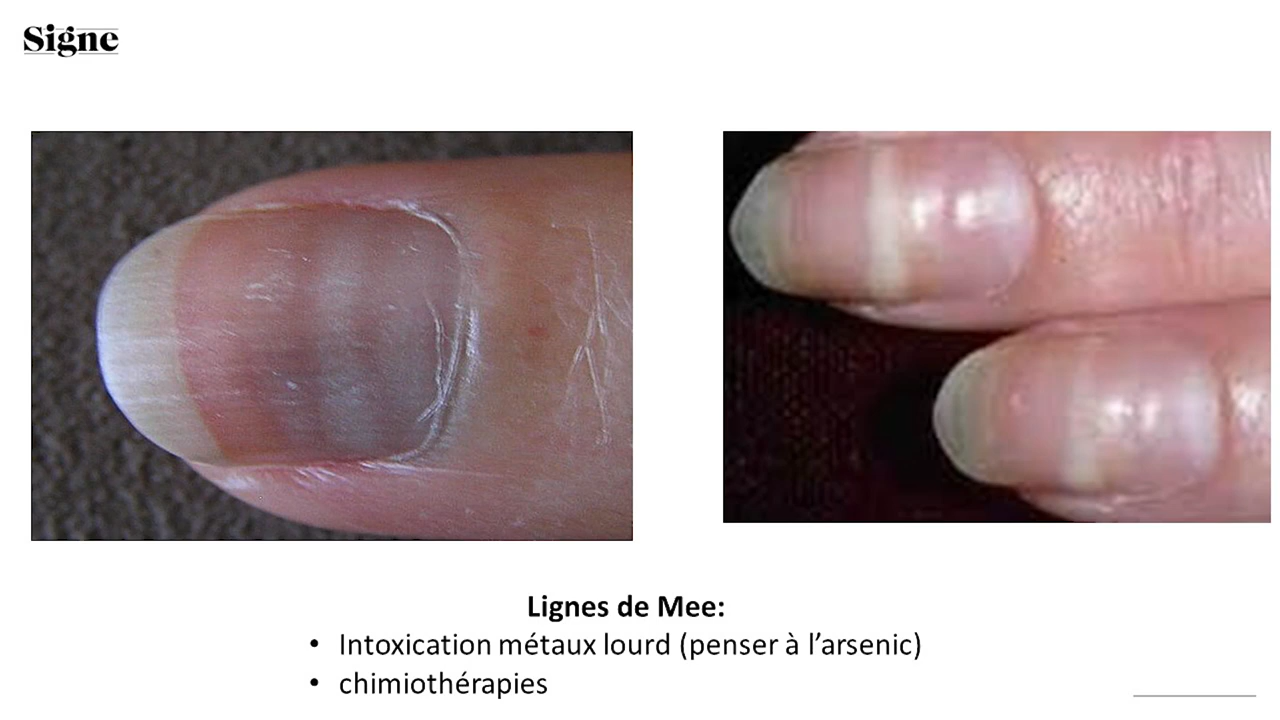 Signe
Lignes de Mee:
• Intoxication métaux lourd (penser à l’arsenic)
• chimiothérapies